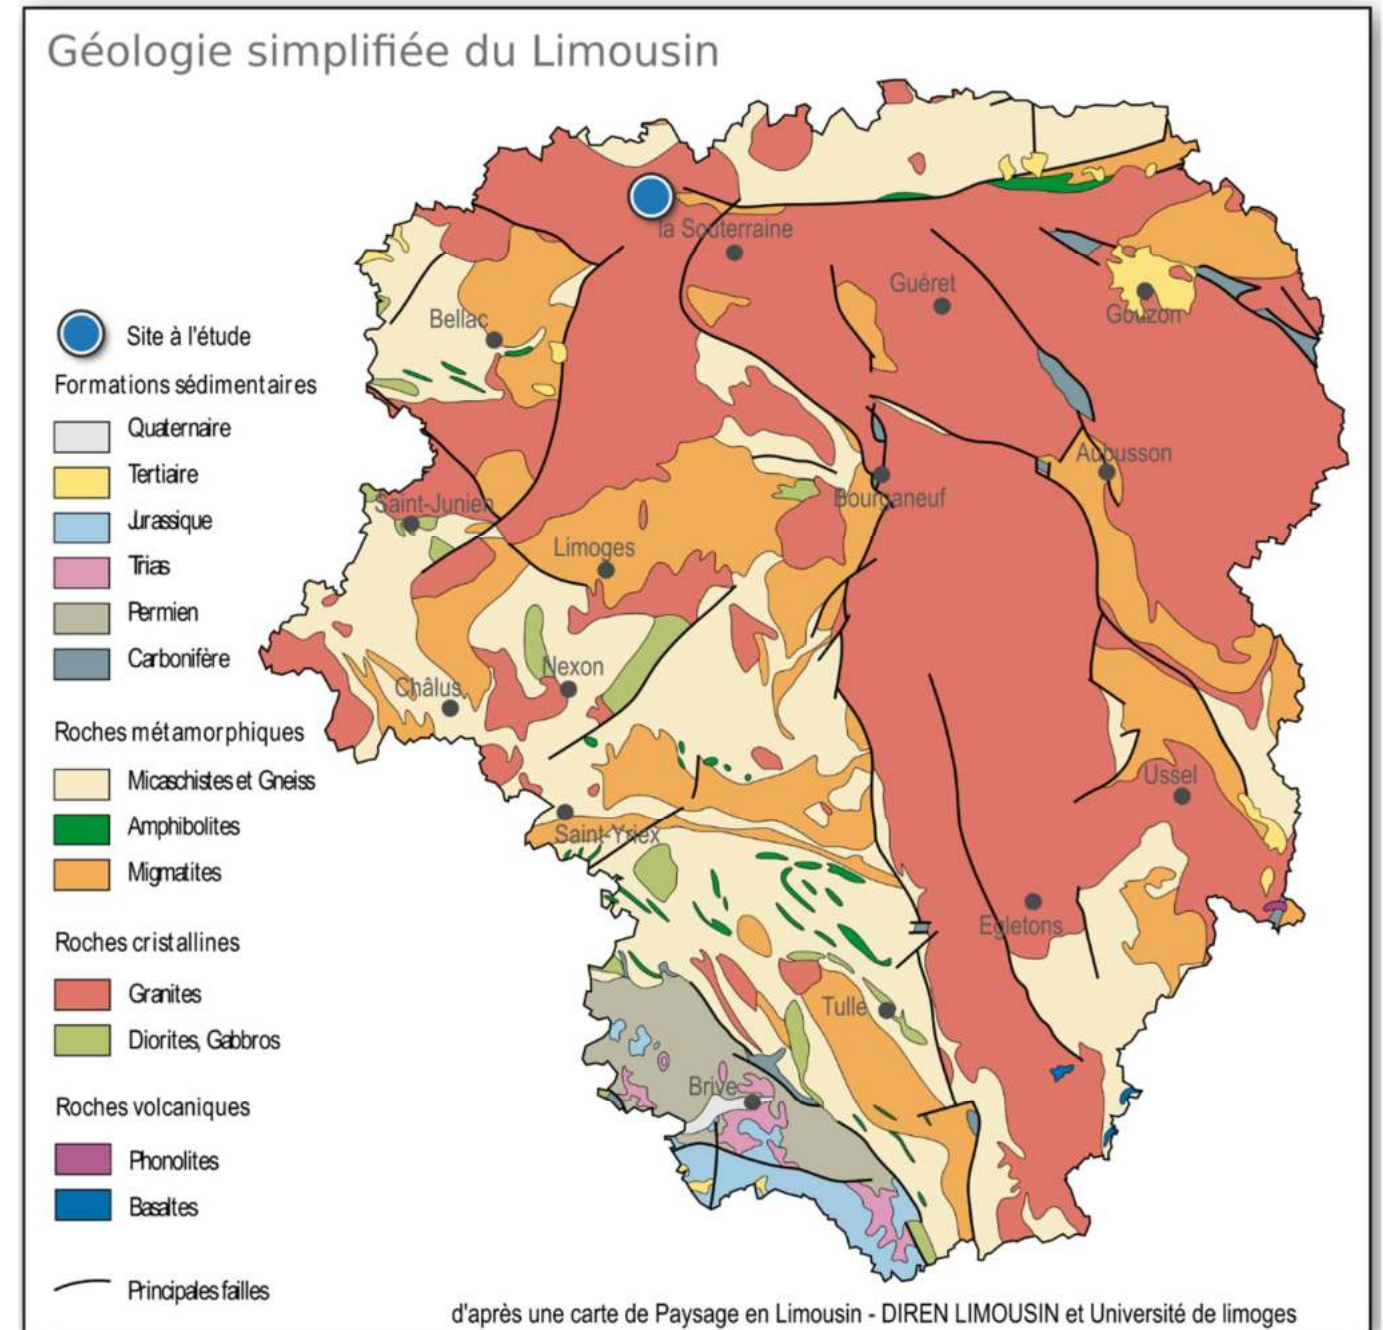 Géologie simplifiée du Limousin
la Souterraine
Guéret
Gouzon
Bellac
Site à l'étude
Formations sédimentaires
Quaternaire
Tertiaire
Jurassique
Trias
Permien
Carbonifère
Aubusson
Bourganeuf
Saint-Junien
Limoges
Nexon
Châlus
Roches métamorphiques
Micaschistes et Gneiss
Amphibolites
Migmatites
Ussel
Saint-Yriex
Egletons
Roches cristallines
Granites
Diorites, Gabbros
Tulle
Brive
Roches volcaniques
Phonolites
Basaltes
Principales failles
d'après une carte de Paysage en Limousin - DIREN LIMOUSIN et Université de limoges